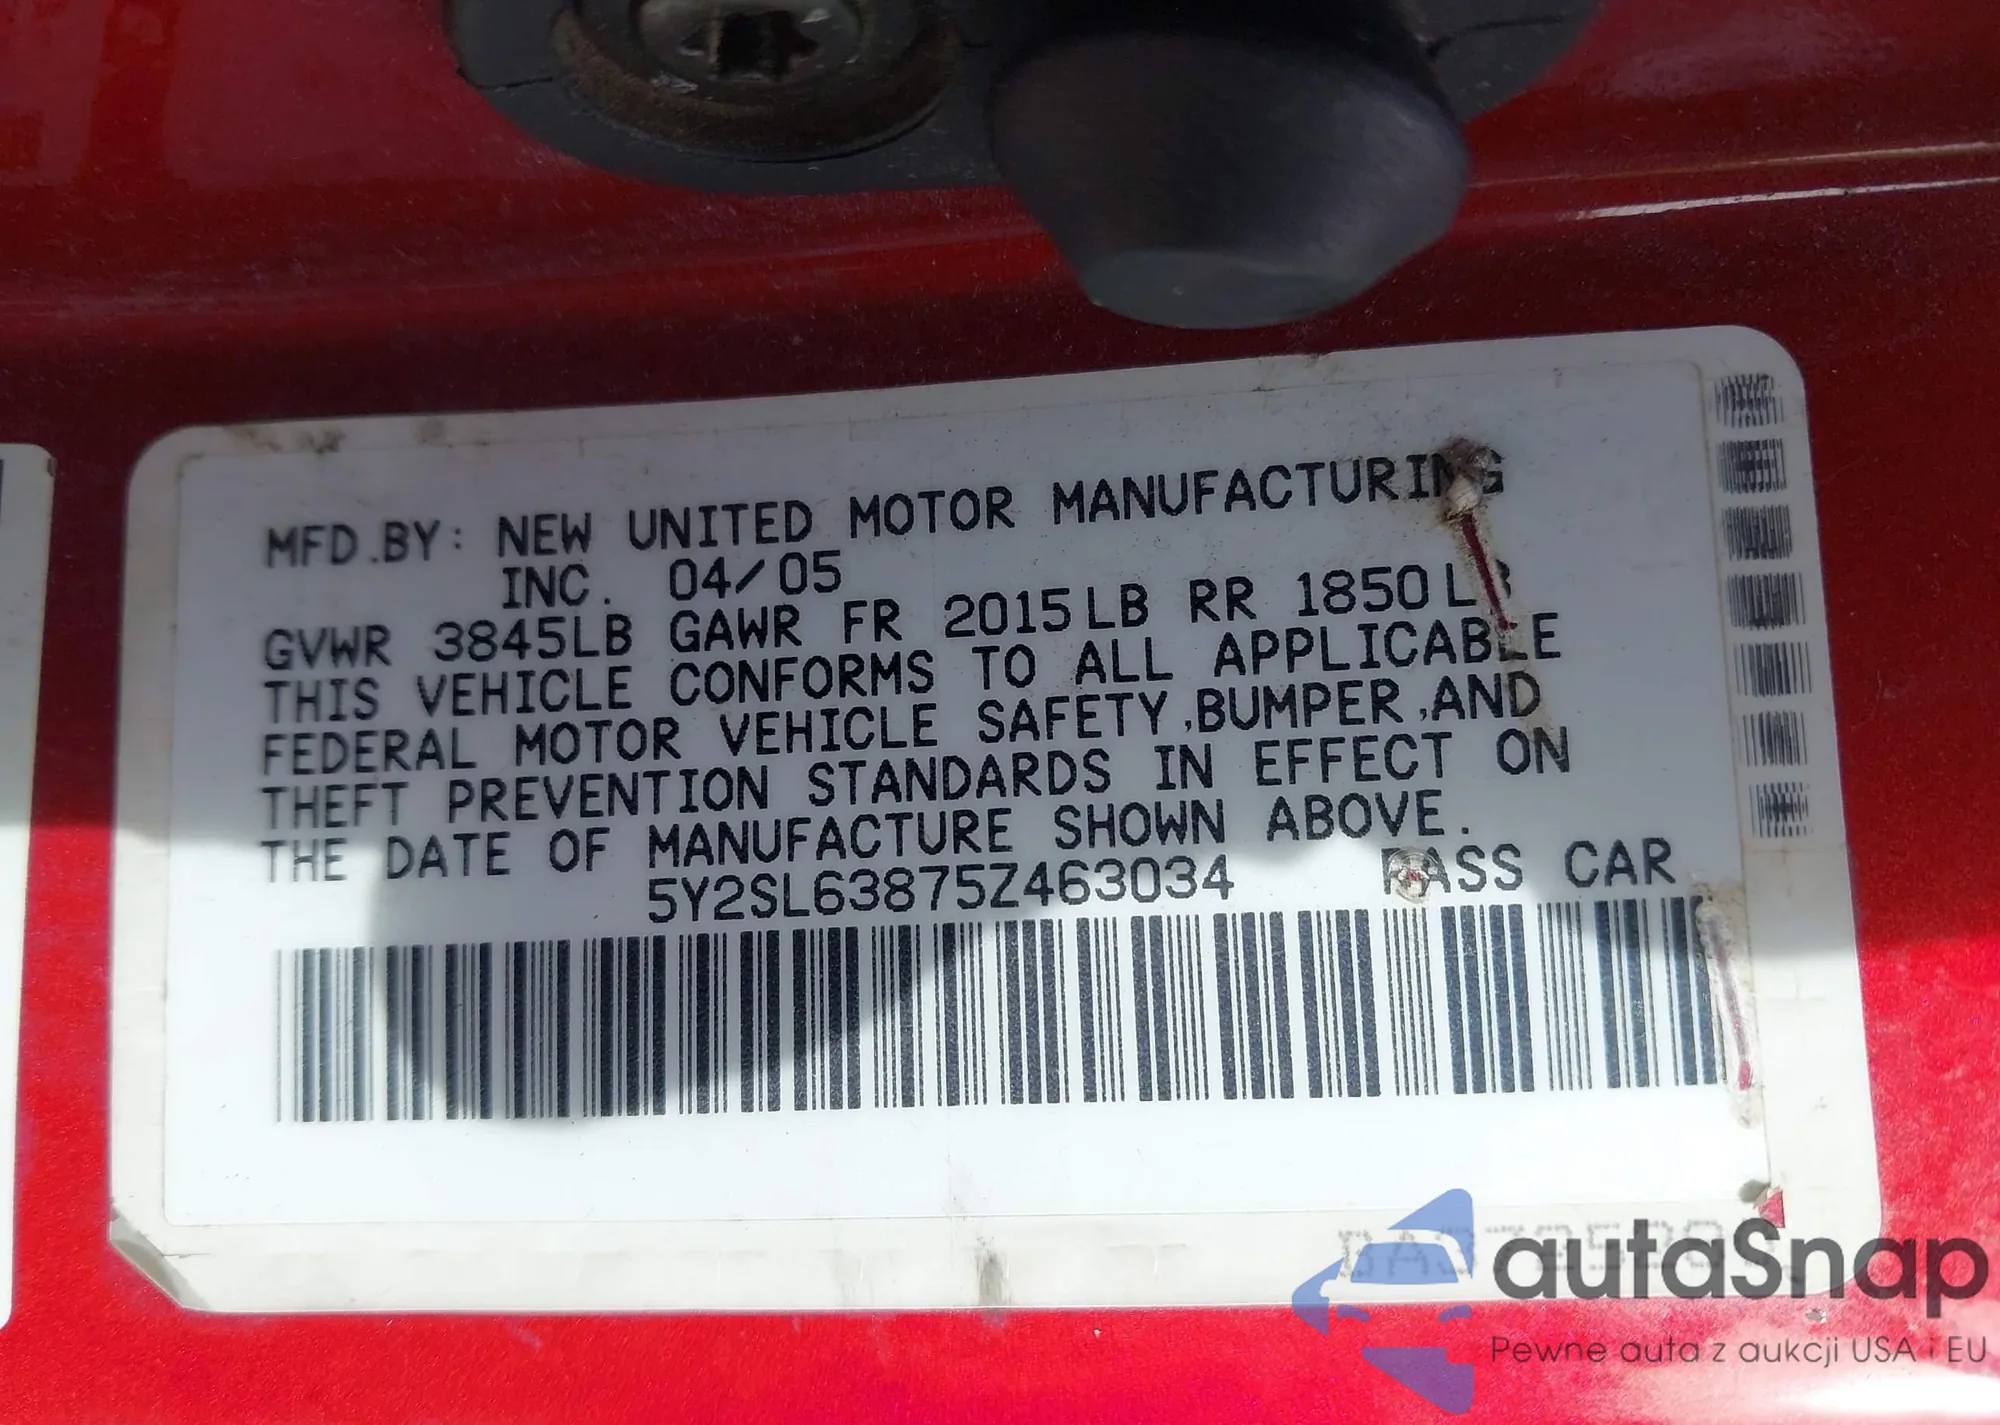 MFD.BY: NEW UNITED MOTOR MANUFACTURING
INC. 04/05
GVWR 3845LB GAWR FR 2015LB RR 1850LB
THIS VEHICLE CONFORMS TO ALL APPLICABLE
FEDERAL MOTOR VEHICLE SAFETY,BUMPER,AND
THEFT PREVENTION STANDARDS IN EFFECT ON
THE DATE OF MANUFACTURE SHOWN ABOVE.
5Y2SL63875Z463034 PASS CAR
autaSnap
Pewne auta z aukcji USA i EU